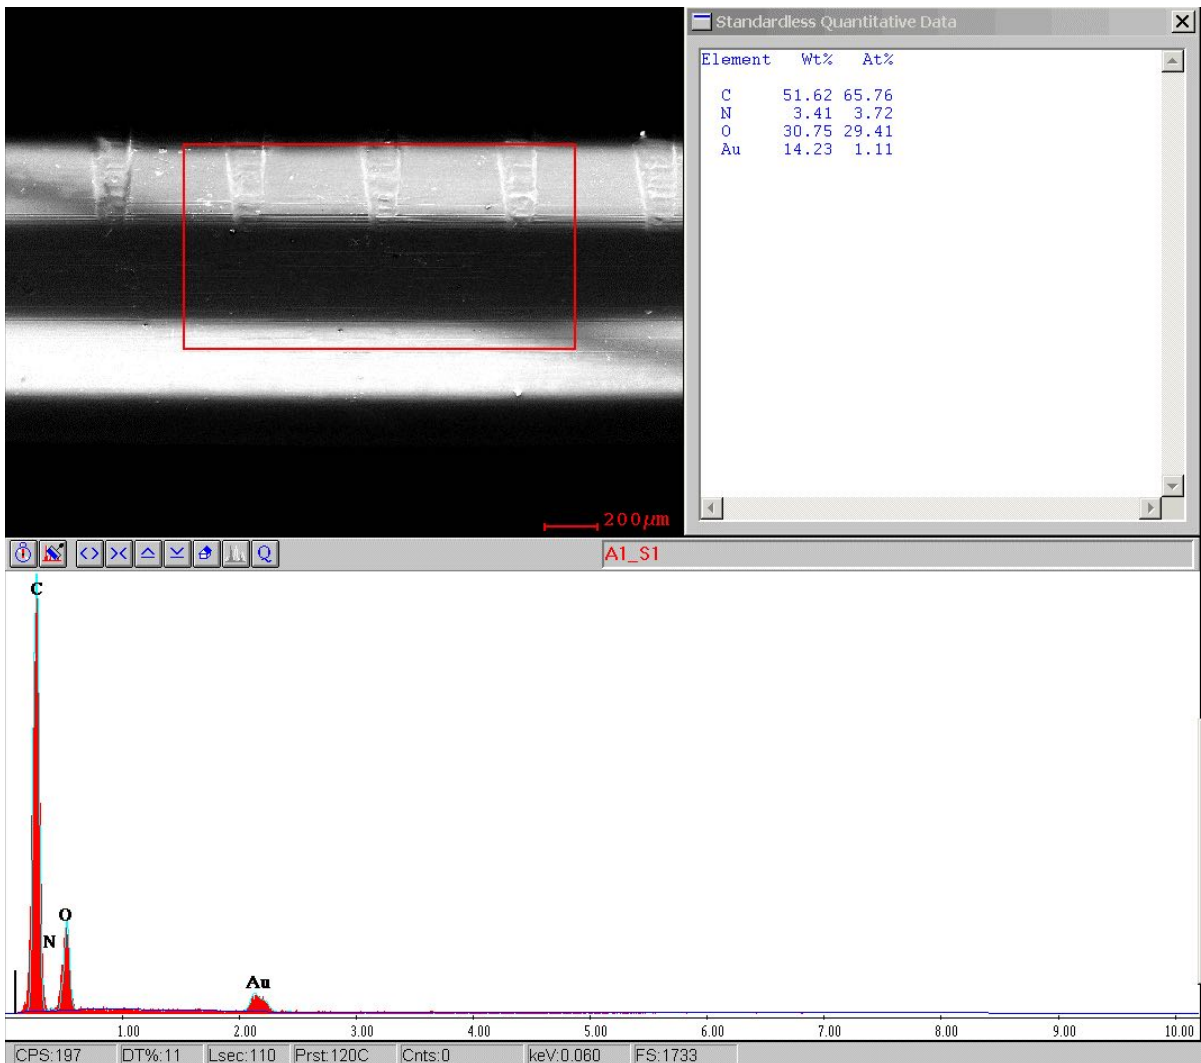 Standardless Quantitative Data
Element Wt% At%
C 51.62 65.76
N 3.41 3.72
O 30.75 29.41
Au 14.23 1.11
200µm
Q
A1_S1
C
O
N
Au
1.00 2.00 3.00 4.00 5.00 6.00 7.00 8.00 9.00 10.00
CPS:197 DT%:11 Lsec:110 Prst:120C Cnts:0 keV:0.060 FS:1733